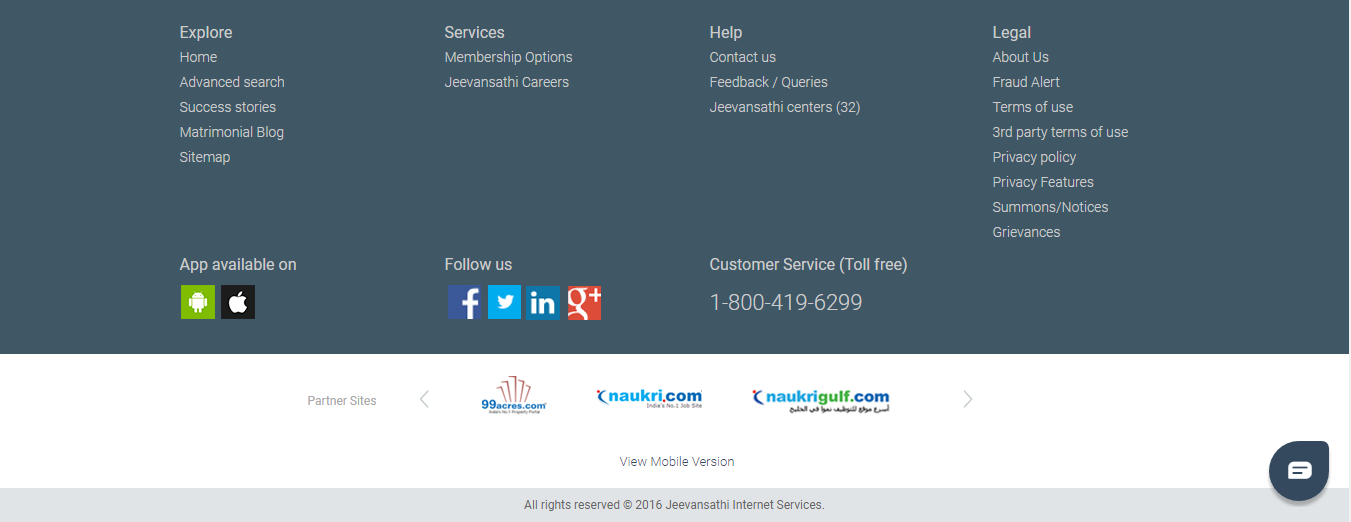 Explore
Home
Advanced search
Success stories
Matrimonial Blog
Sitemap
Services
Membership Options
Jeevansathi Careers
Help
Contact us
Feedback / Queries
Jeevansathi centers (32)
Legal
About Us
Fraud Alert
Terms of use
3rd party terms of use
Privacy policy
Privacy Features
Summons/Notices
Grievances
App available on
Follow us
f
in
g+
Customer Service (Toll free)
1-800-419-6299
Partner Sites
99acres.com
India's No.1 Property Portal
naukri.com
India's No.1 Job Site
naukrigulf.com
أسرع موقع للتوظيف نموا في الخليج
View Mobile Version
All rights reserved © 2016 Jeevansathi Internet Services.